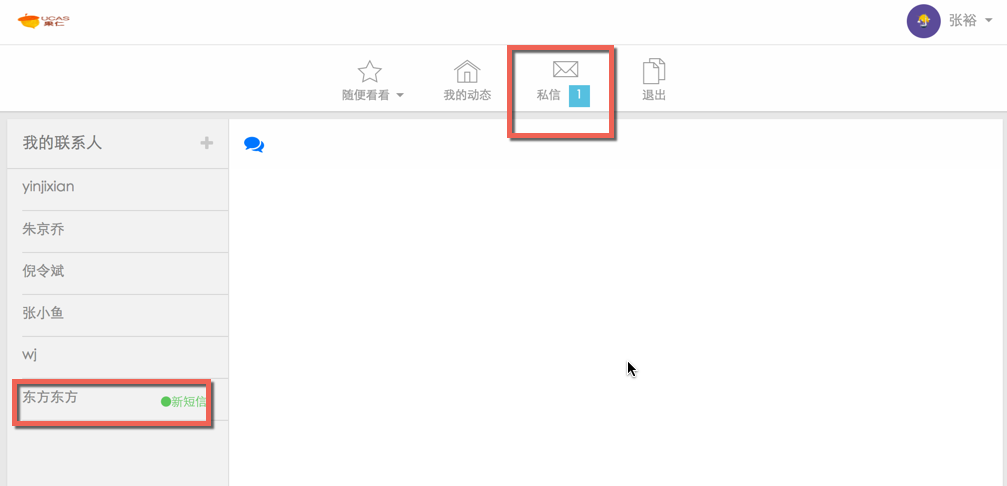 UCAS
果仁
张裕
随便看看
我的动态
私信 1
退出
我的联系人
yinjixian
朱京乔
倪令斌
张小鱼
wj
东方东方
新短信